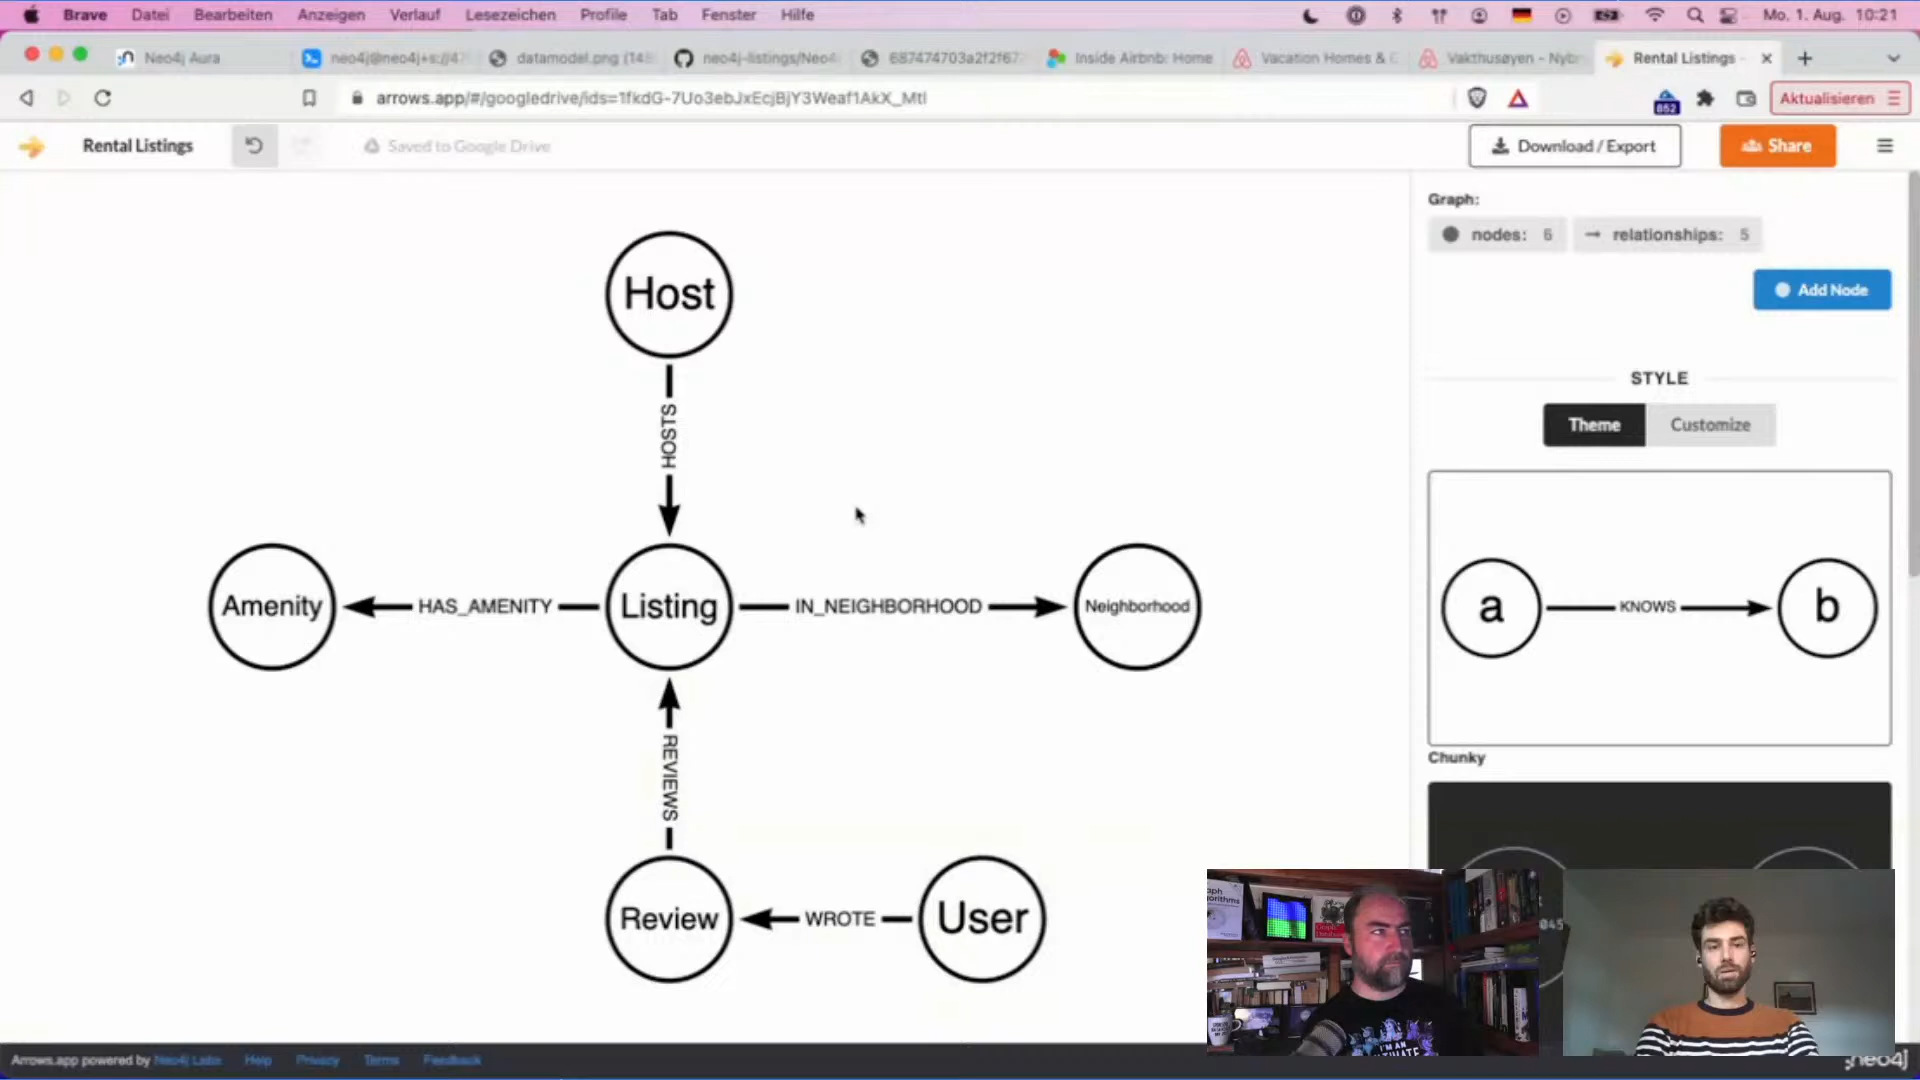 Brave Datei Bearbeiten Anzeigen Verlauf Lesezeichen Profile Tab Fenster Hilfe Mo. 1. Aug. 10:21
Neo4j Aura neo4j@neo4j+s://47 datamodel.png (14 neo4j-listings/Neo4 687474703a2f2f67 Inside Airbnb: Home Vacation Homes & C Vakthusøyen - Nyb Rental Listings -
arrows.app/#/googledrive/ids=1fkdG-7Uo3ebJxEcjBjY3Weaf1AkX_MtI 852 Aktualisieren
Rental Listings Saved to Google Drive Download / Export Share
Graph:
nodes: 6 relationships: 5
Add Node
STYLE
Theme Customize
a KNOWS b
Chunky
Host
HOSTS
Amenity HAS_AMENITY Listing IN_NEIGHBORHOOD Neighborhood
REVIEWS
Review WROTE User
Arrows.app powered by Neo4j Labs Help Privacy Terms Feedback
neo4j